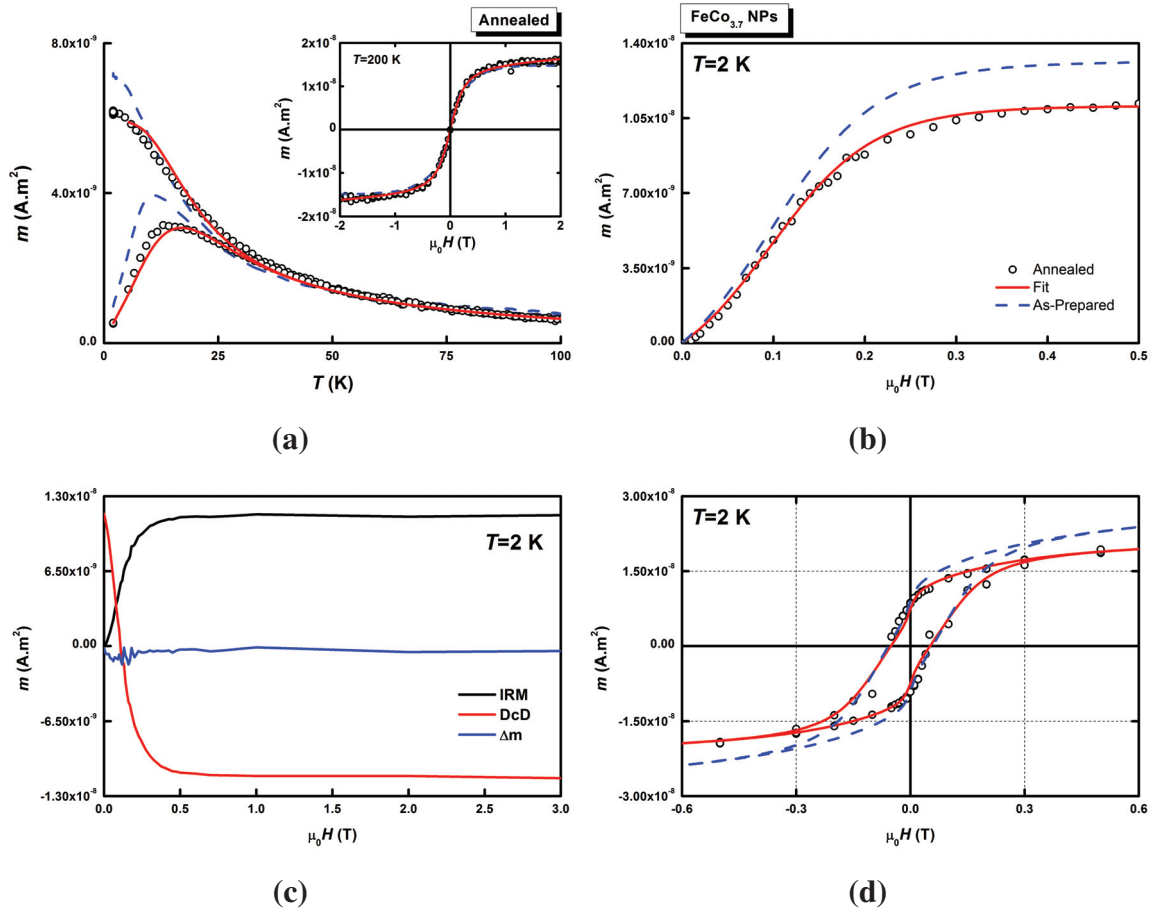 Annealed
8.0x10⁻⁹
4.0x10⁻⁹
0.0
m (A.m²)
0 25 50 75 100
T (K)
T=200 K
2x10⁻⁸
1x10⁻⁸
0
-1x10⁻⁸
-2x10⁻⁸
m (A.m²)
-2 -1 0 1 2
μ₀H (T)
(a)
FeCo₃.₇ NPs
T=2 K
1.40x10⁻⁸
1.05x10⁻⁸
7.00x10⁻⁹
3.50x10⁻⁹
0.00
m (A.m²)
Annealed
Fit
As-Prepared
0.0 0.1 0.2 0.3 0.4 0.5
μ₀H (T)
(b)
1.30x10⁻⁸
6.50x10⁻⁹
0.00
-6.50x10⁻⁹
-1.30x10⁻⁸
m (A.m²)
T=2 K
IRM
DcD
Δm
0.0 0.5 1.0 1.5 2.0 2.5 3.0
μ₀H (T)
(c)
T=2 K
3.00x10⁻⁸
1.50x10⁻⁸
0.00
-1.50x10⁻⁸
-3.00x10⁻⁸
m (A.m²)
-0.6 -0.3 0.0 0.3 0.6
μ₀H (T)
(d)